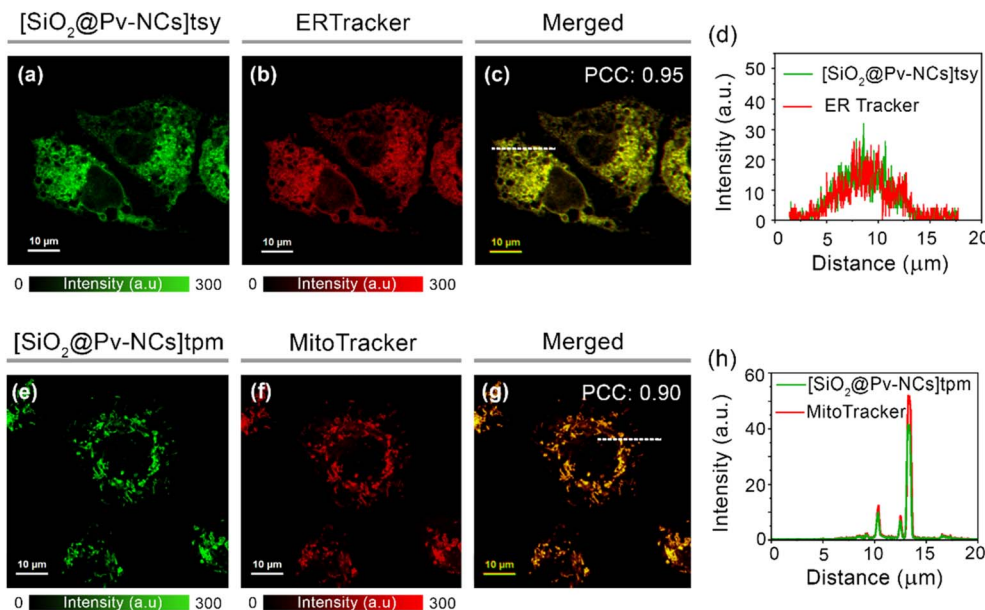 [SiO₂@Pv-NCs]tsy
ERTracker
Merged
(a)
(b)
(c)
PCC: 0.95
10 µm
10 µm
10 µm
0 Intensity (a.u) 300
0 Intensity (a.u) 300
(d)
[SiO₂@Pv-NCs]tsy
ER Tracker
Intensity (a.u.)
50
40
30
20
10
0
0 5 10 15 20
Distance (µm)
[SiO₂@Pv-NCs]tpm
MitoTracker
Merged
(e)
(f)
(g)
PCC: 0.90
10 µm
10 µm
10 µm
0 Intensity (a.u) 300
0 Intensity (a.u) 300
(h)
[SiO₂@Pv-NCs]tpm
MitoTracker
Intensity (a.u.)
60
40
20
0
0 5 10 15 20
Distance (µm)